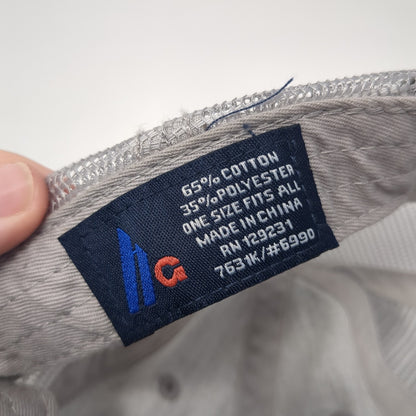 65% COTTON
35% POLYESTER
ONE SIZE FITS ALL
MADE IN CHINA
RN 129231
7631K/#6990
G